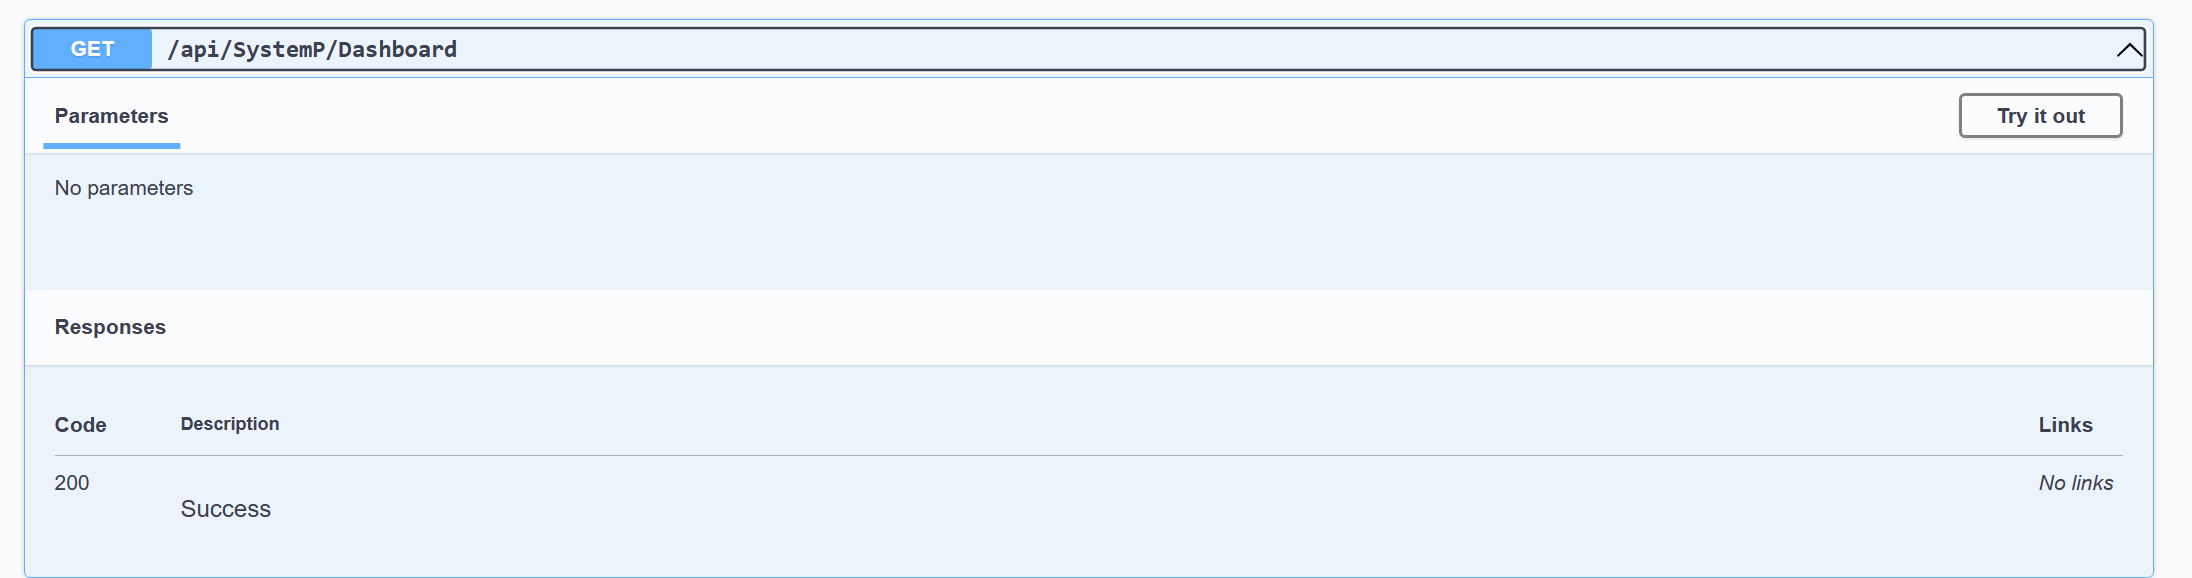 GET /api/SystemP/Dashboard
Parameters Try it out
No parameters
Responses
Code Description Links
200 No links
Success